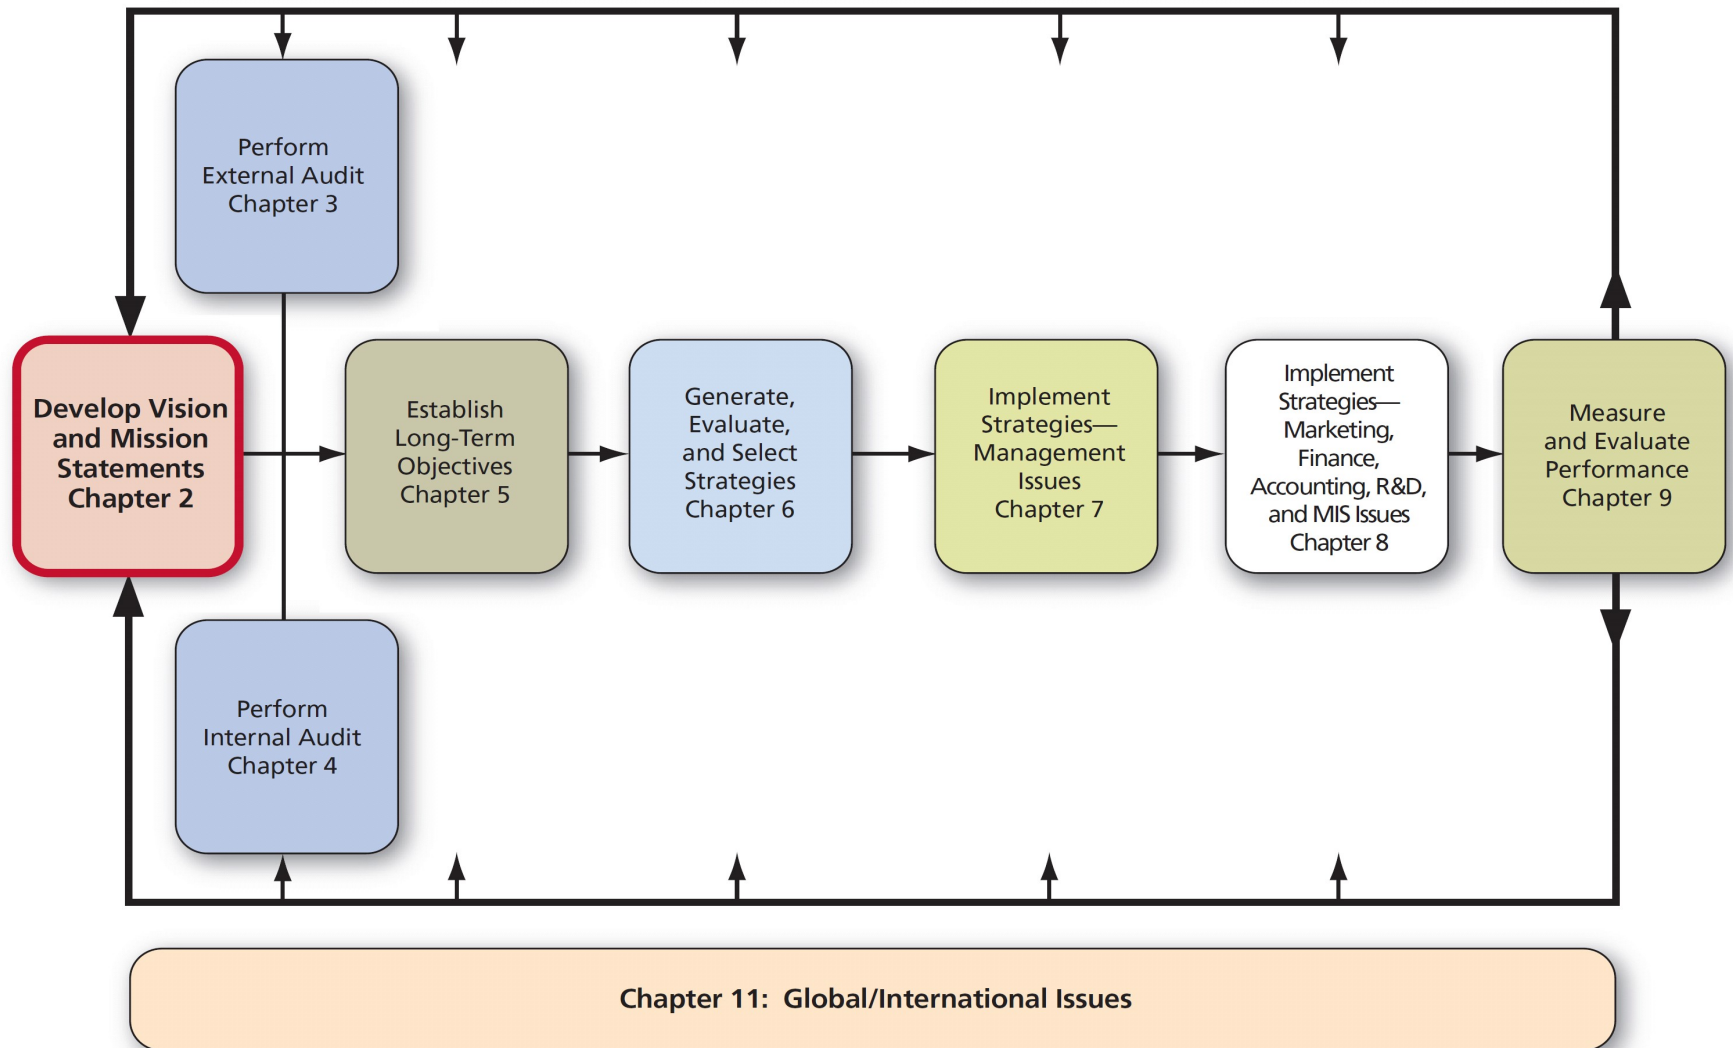 Perform
External Audit
Chapter 3
Develop Vision
and Mission
Statements
Chapter 2
Establish
Long-Term
Objectives
Chapter 5
Generate,
Evaluate,
and Select
Strategies
Chapter 6
Implement
Strategies—
Management
Issues
Chapter 7
Implement
Strategies—
Marketing,
Finance,
Accounting, R&D,
and MIS Issues
Chapter 8
Measure
and Evaluate
Performance
Chapter 9
Perform
Internal Audit
Chapter 4
Chapter 11: Global/International Issues